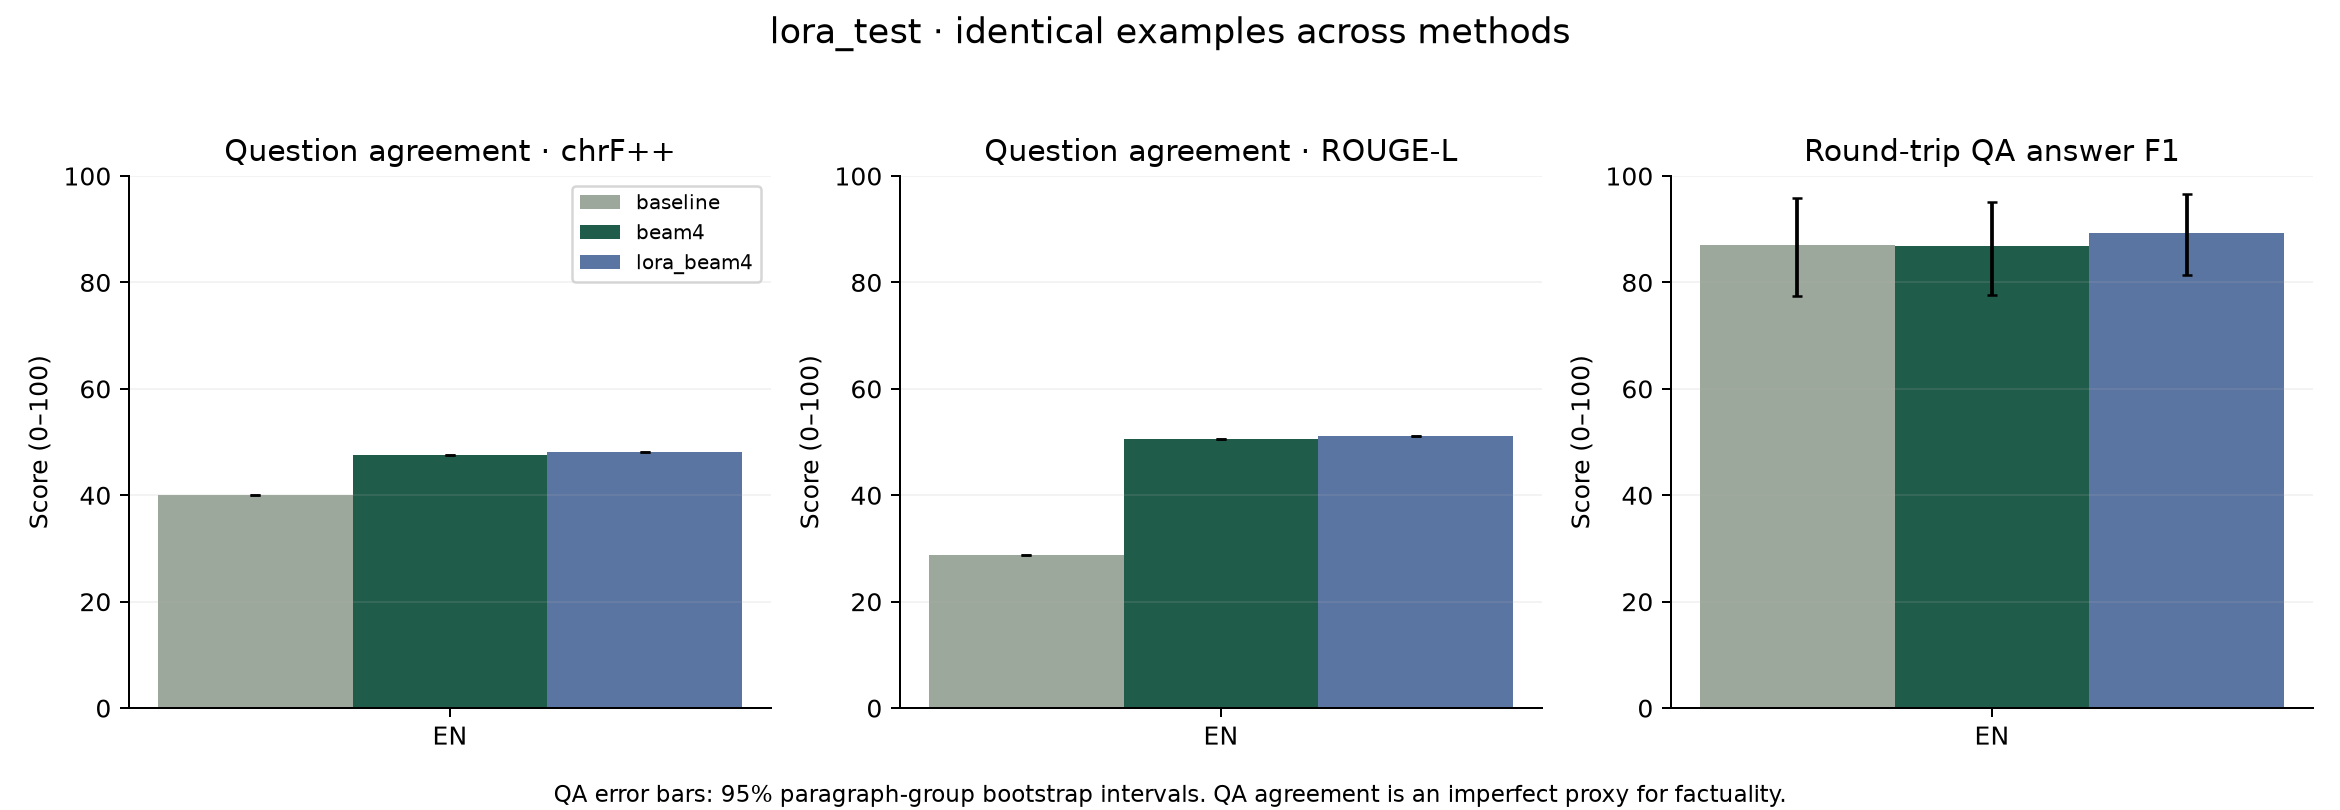 lora_test · identical examples across methods
Question agreement · chrF++
Score (0–100)
100
80
60
40
20
0
baseline
beam4
lora_beam4
EN
Question agreement · ROUGE-L
Score (0–100)
100
80
60
40
20
0
EN
Round-trip QA answer F1
Score (0–100)
100
80
60
40
20
0
EN
QA error bars: 95% paragraph-group bootstrap intervals. QA agreement is an imperfect proxy for factuality.